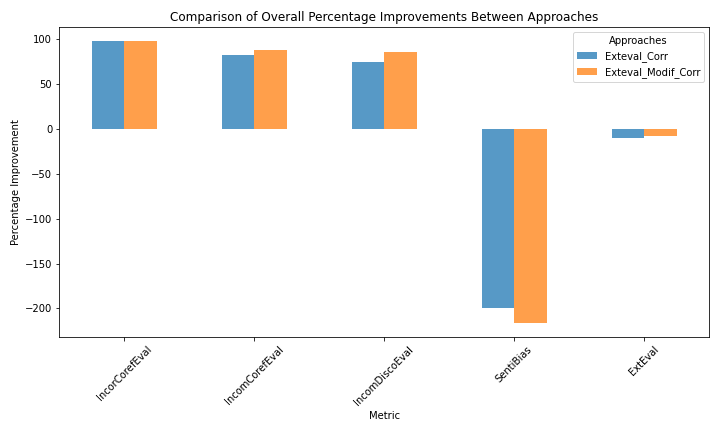 Comparison of Overall Percentage Improvements Between Approaches
Approaches
Exteval_Corr
Exteval_Modif_Corr
Percentage Improvement
100
50
0
−50
−100
−150
−200
IncorCorefEval
IncomCorefEval
IncomDiscoEval
SentiBias
ExtEval
Metric